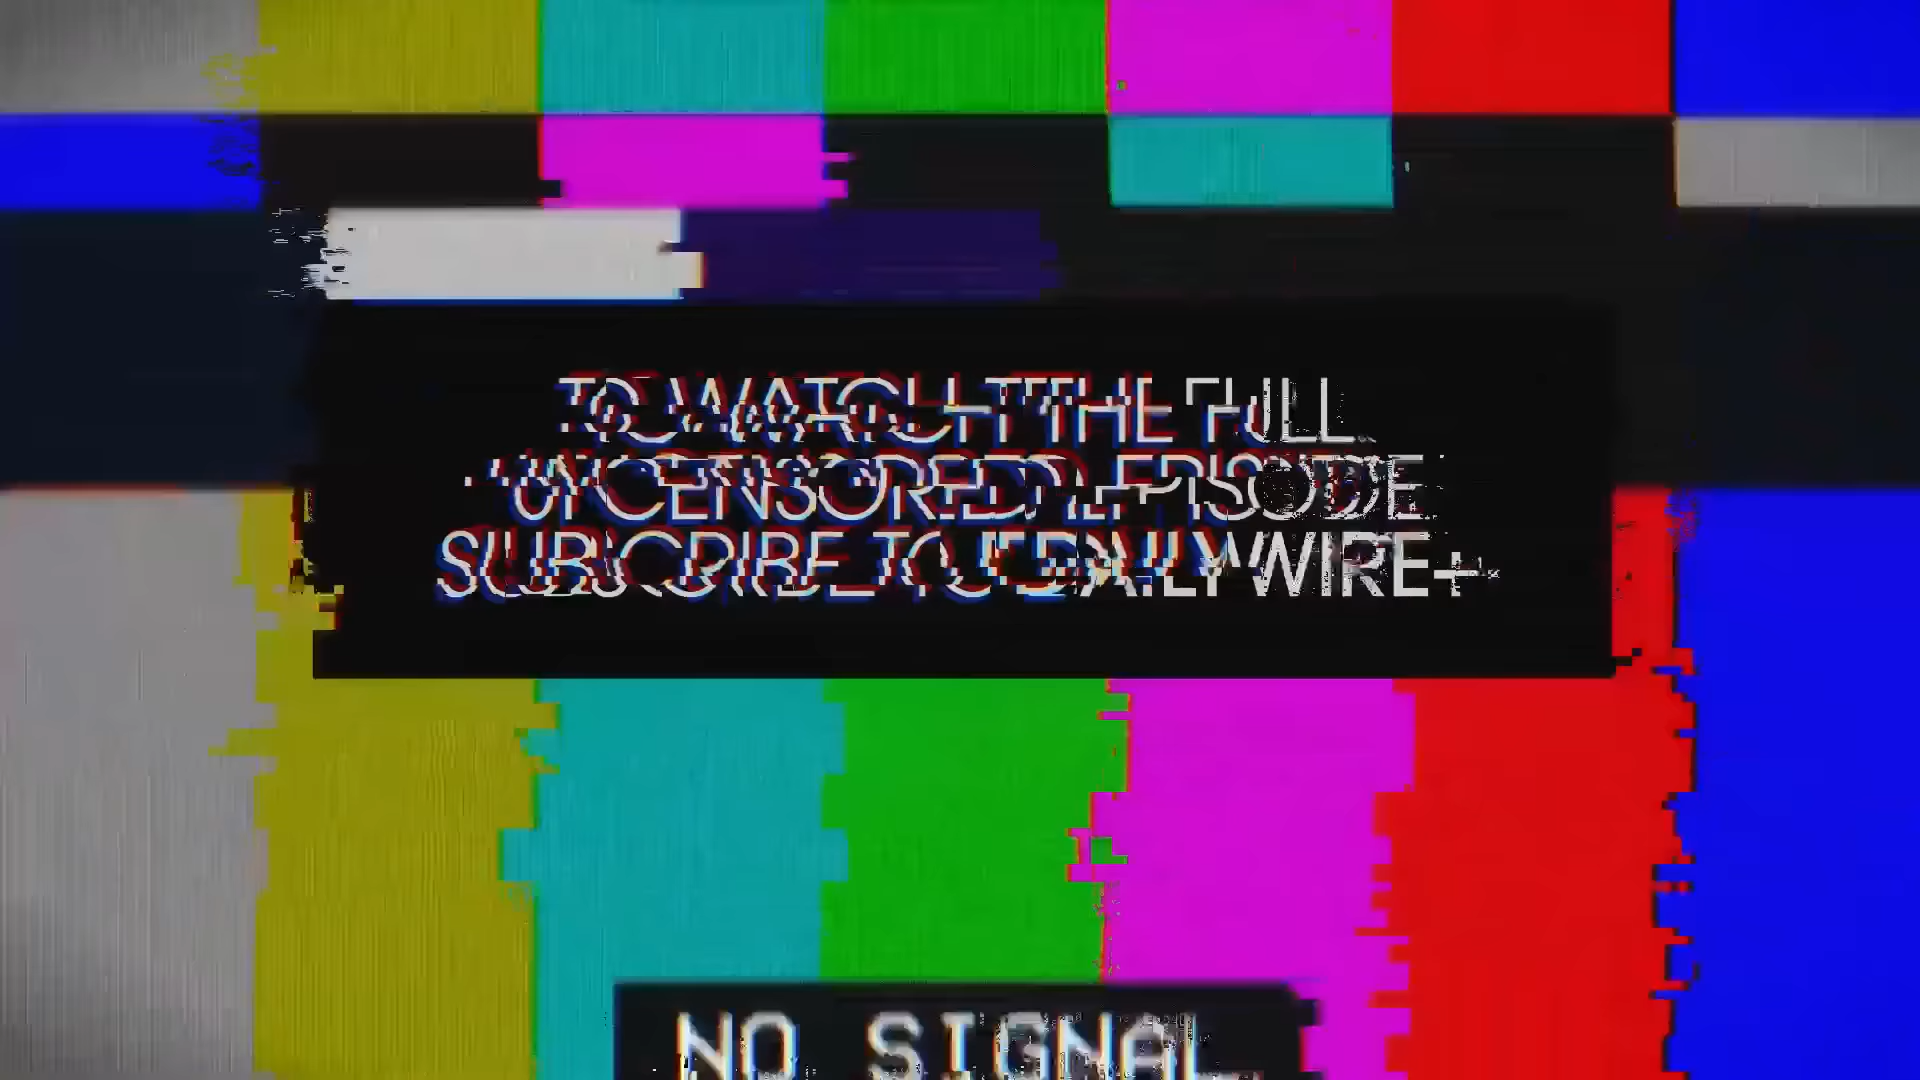 TO WATCH THE FULL
UNCENSORED EPISODE
SUBSCRIBE TO DAILYWIRE+
NO SIGNAL